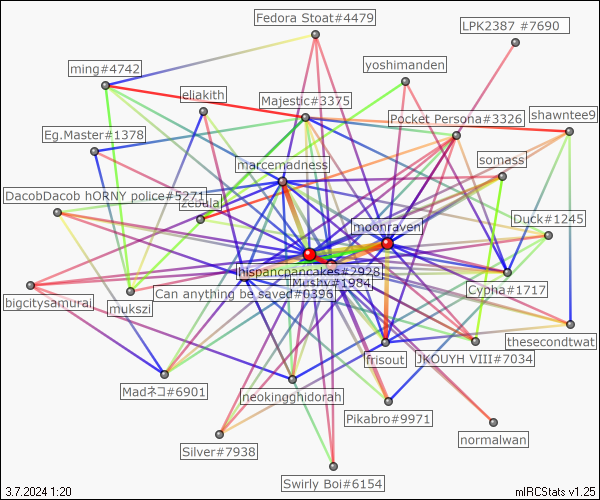 Fedora Stoat#4479
LPK2387 #7690
ming#4742
yoshimanden
eliakith
Majestic#3375
Pocket Persona#3326
shawntee9
Eg.Master#1378
marcemadness
somass
DacobDacob hORNY police#5271
moonraven
Duck#1245
hispancpancakes#2928
Mushy#1984
Cypha#1717
Can anything be saved#6396
bigcitysamurai
mukszi
thesecondtwat
frisout
JKOUYH VIII#7034
Madネコ#6901
neokingghidorah
Pikabro#9971
normalwan
Silver#7938
Swirly Boi#6154
3.7.2024 1:20
mIRCStats v1.25